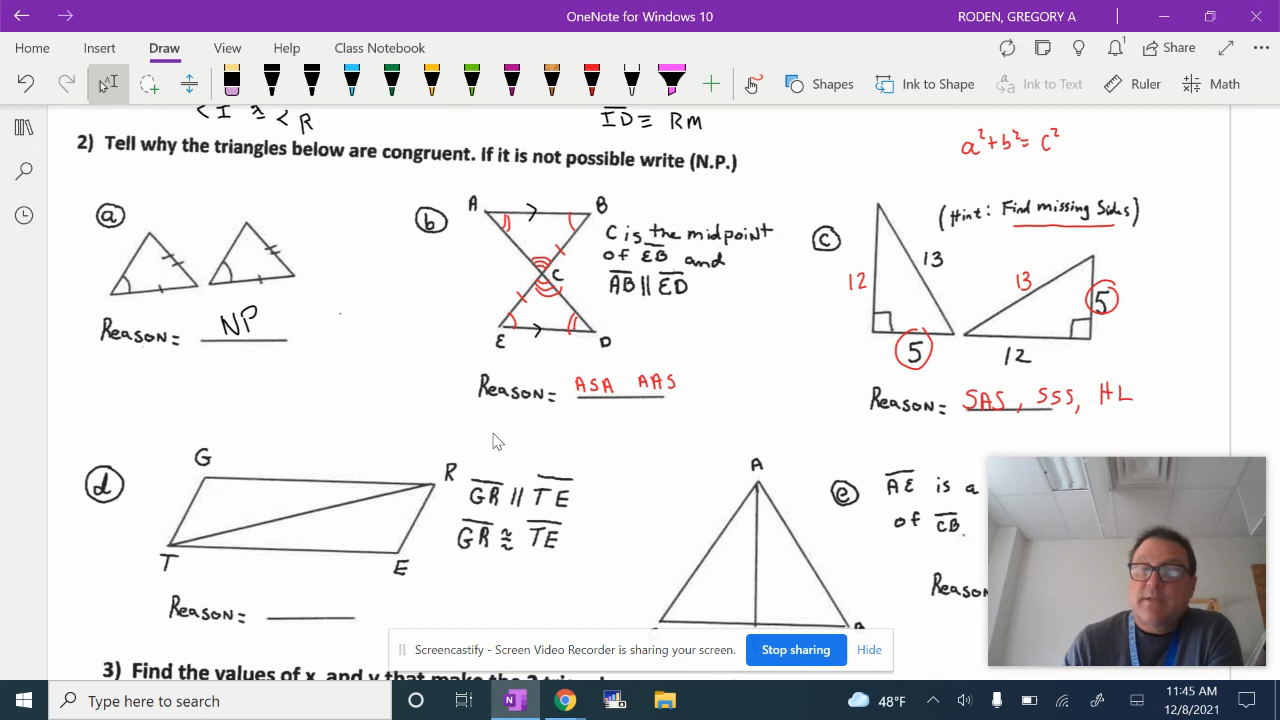 OneNote for Windows 10
RODEN, GREGORY A
Home Insert Draw View Help Class Notebook
1
Share
Shapes
Ink to Shape
Ink to Text
Ruler
Math
< I ≅ < R
ID ≅ Rm
2) Tell why the triangles below are congruent. If it is not possible write (N.P.)
a²+b²=c²
a
Reason= NP
b
A B
C
E D
C is the midpoint
of EB and
AB || ED
Reason= ASA AAS
c
(Hint: Find missing Sides)
12 13
5
13 5
12
Reason= SAS, SSS, HL
d
G R
T E
GR || TE
GR ≅ TE
Reason=
A
e
AE is a
of CB.
Reason
Screencastify - Screen Video Recorder is sharing your screen.
Stop sharing
Hide
3) Find the values of x, and y that make the 2
Type here to search
48°F
11:45 AM
12/8/2021